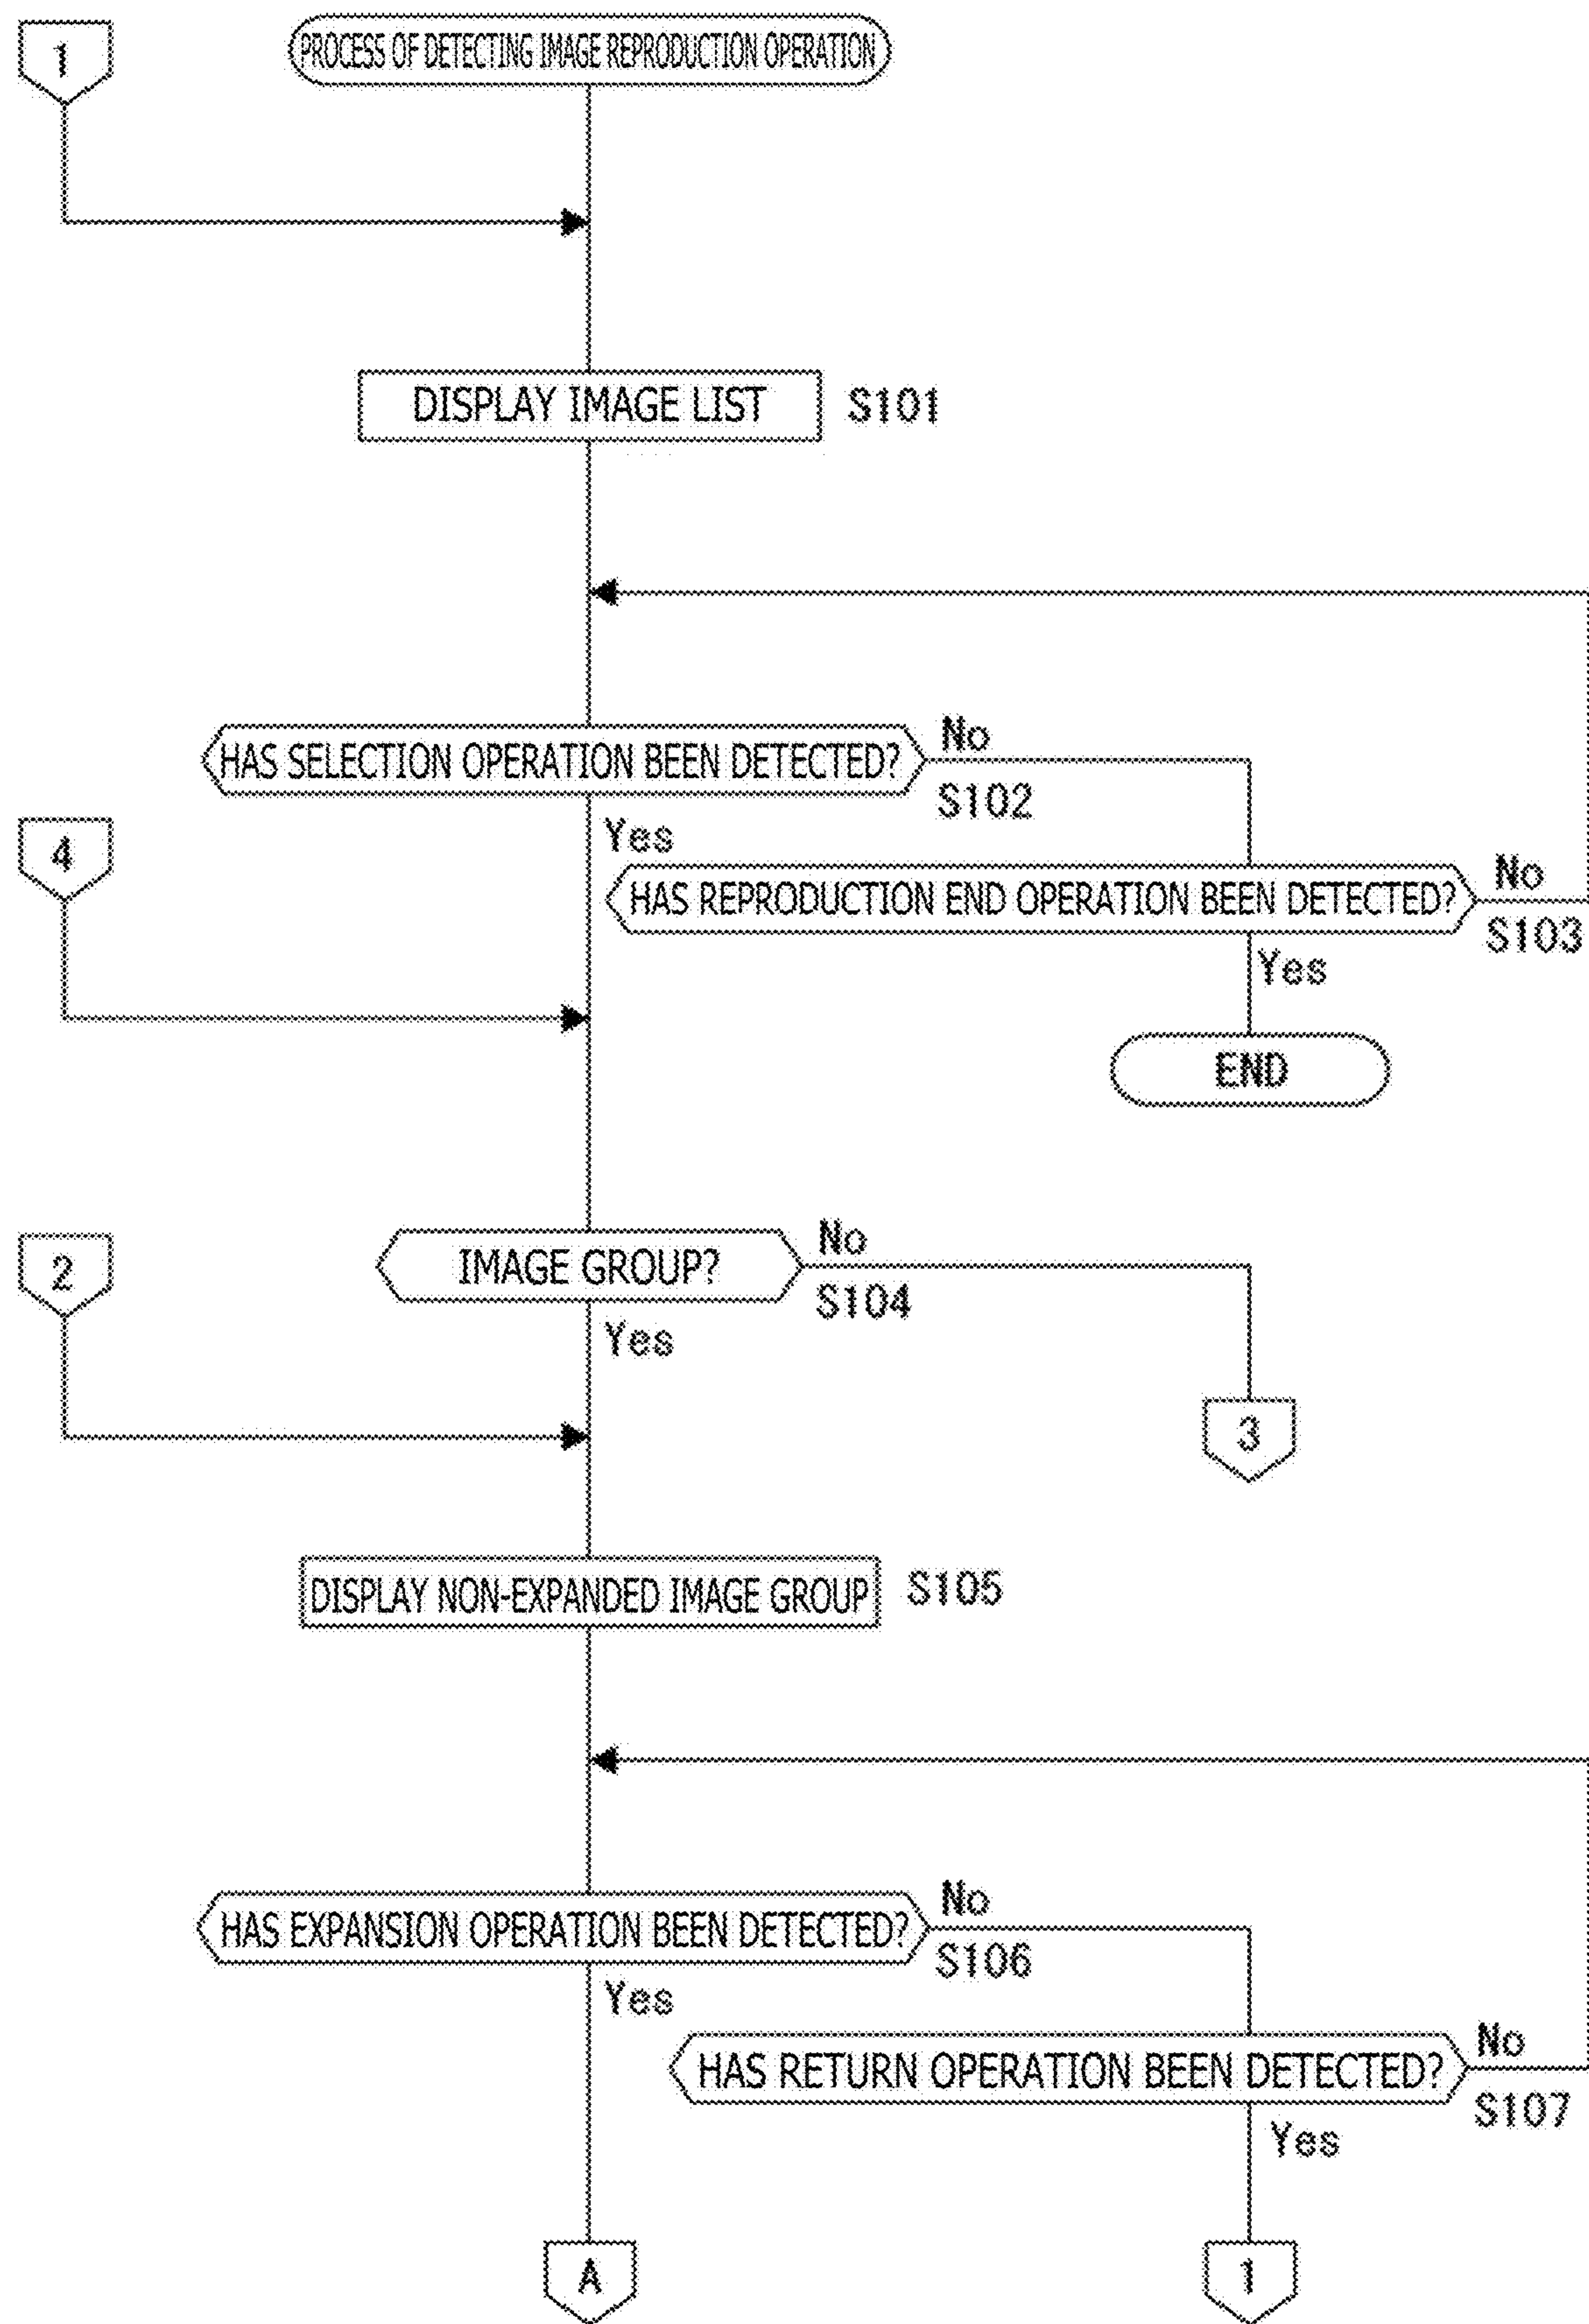 1
PROCESS OF DETECTING IMAGE REPRODUCTION OPERATION
DISPLAY IMAGE LIST
S101
HAS SELECTION OPERATION BEEN DETECTED?
No
S102
Yes
4
HAS REPRODUCTION END OPERATION BEEN DETECTED?
No
S103
Yes
END
2
IMAGE GROUP?
No
S104
Yes
3
DISPLAY NON-EXPANDED IMAGE GROUP
S105
HAS EXPANSION OPERATION BEEN DETECTED?
No
S106
Yes
HAS RETURN OPERATION BEEN DETECTED?
No
S107
Yes
A
1